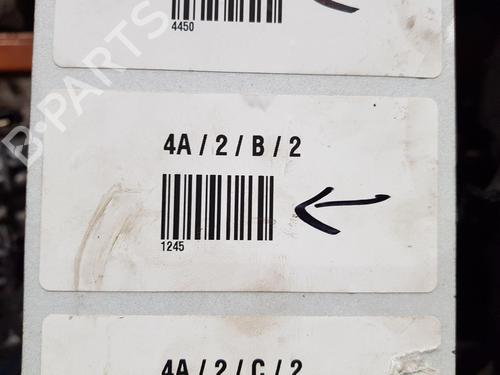 4450
B-PARTS
4A / 2 / B / 2
1245
4A / 2 / C / 2